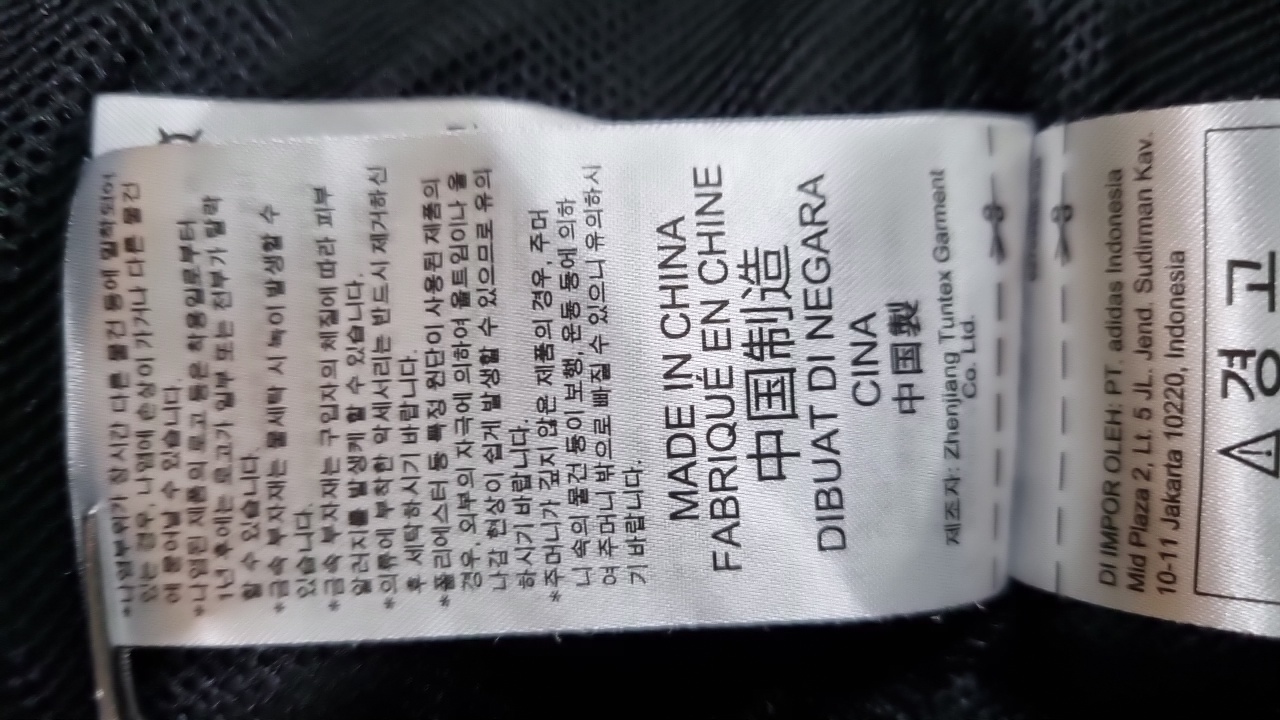 *나염부위가 장시간 다른 물건 등에 밀착되어
있는 경우, 나염에 손상이 가거나 다른 물건
에 묻어날 수 있습니다.
*나염된 제품의 로고 등은 착용일로부터
1년 후에는 로고가 일부 또는 전부가 탈락
할 수 있습니다.
*금속 부자재는 물세탁 시 녹이 발생할 수
있습니다.
*금속 부자재는 구입자의 체질에 따라 피부
알러지를 발생케 할 수 있습니다.
*의류에 부착한 악세서리는 반드시 제거하신
후 세탁하시기 바랍니다.
*폴리에스터 등 특정 원단이 사용된 제품의
경우, 외부의 자극에 의하여 올트임이나 올
나감 현상이 쉽게 발생할 수 있으므로 유의
하시기 바랍니다.
*주머니가 깊지 않은 제품의 경우, 주머
니 속의 물건 등이 보행, 운동 등에 의하
여 주머니 밖으로 빠질 수 있으니 유의하시
기 바랍니다.
MADE IN CHINA
FABRIQUÉ EN CHINE
中国制造
DIBUAT DI NEGARA
CINA
中国製
제조자: Zhenjiang Tuntex Garment
Co. Ltd.
DI IMPOR OLEH: PT. adidas Indonesia
Mid Plaza 2, Lt. 5 JL. Jend. Sudirman Kav.
10-11 Jakarta 10220, Indonesia
경고